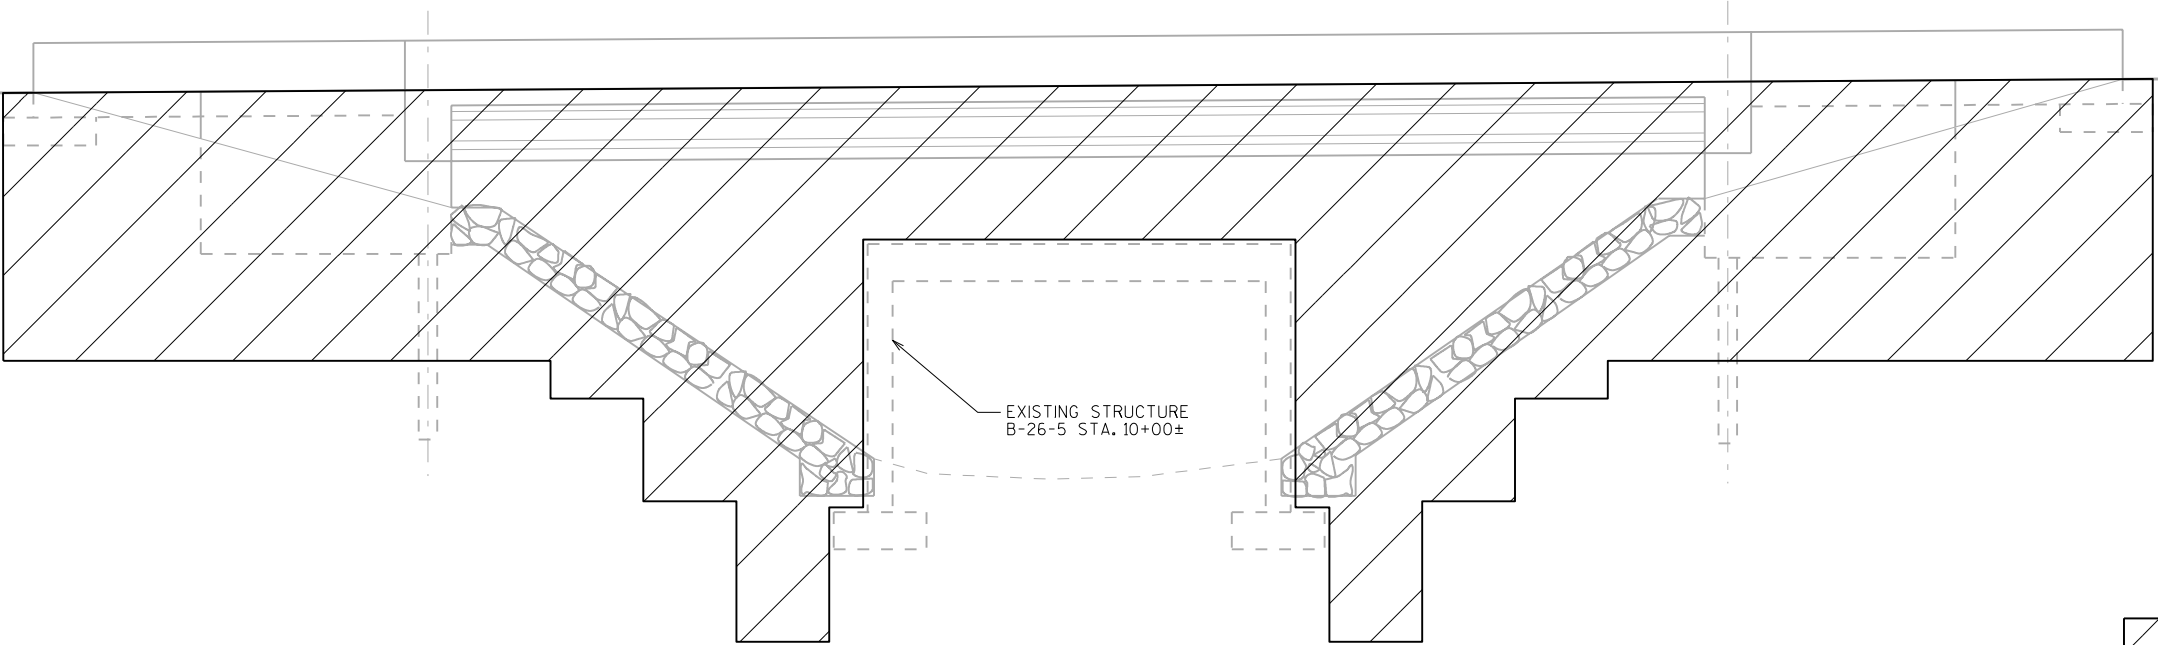 EXISTING STRUCTURE
B-26-5 STA. 10+00±